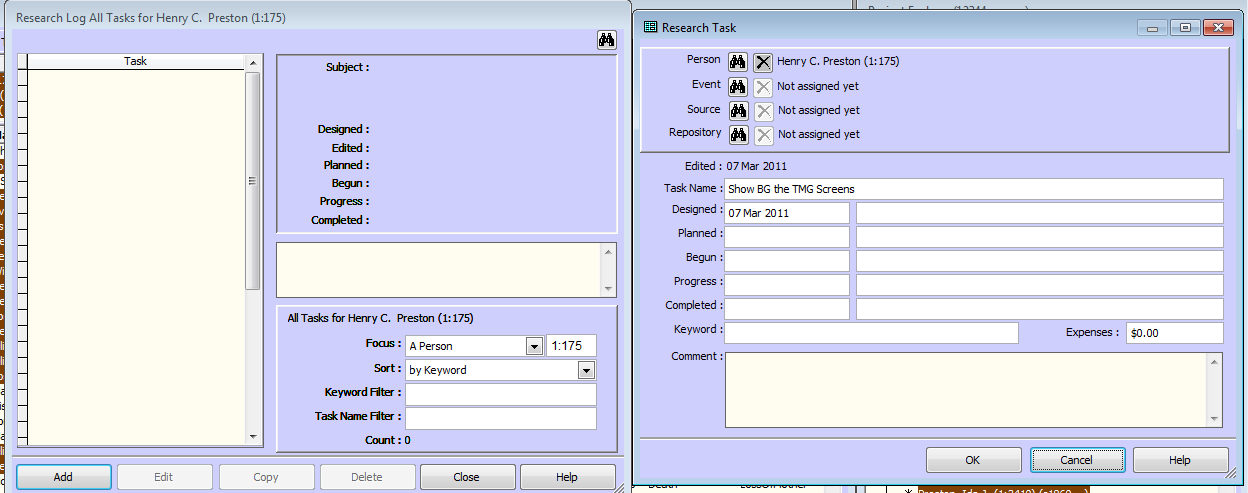 Research Log All Tasks for Henry C. Preston (1:175)
Task
Subject :
Designed :
Edited :
Planned :
Begun :
Progress :
Completed :
All Tasks for Henry C. Preston (1:175)
Focus : A Person 1:175
Sort : by Keyword
Keyword Filter :
Task Name Filter :
Count : 0
Add Edit Copy Delete Close Help
Research Task
Person Henry C. Preston (1:175)
Event Not assigned yet
Source Not assigned yet
Repository Not assigned yet
Edited : 07 Mar 2011
Task Name : Show BG the TMG Screens
Designed : 07 Mar 2011
Planned :
Begun :
Progress :
Completed :
Keyword : Expenses : $0.00
Comment :
OK Cancel Help